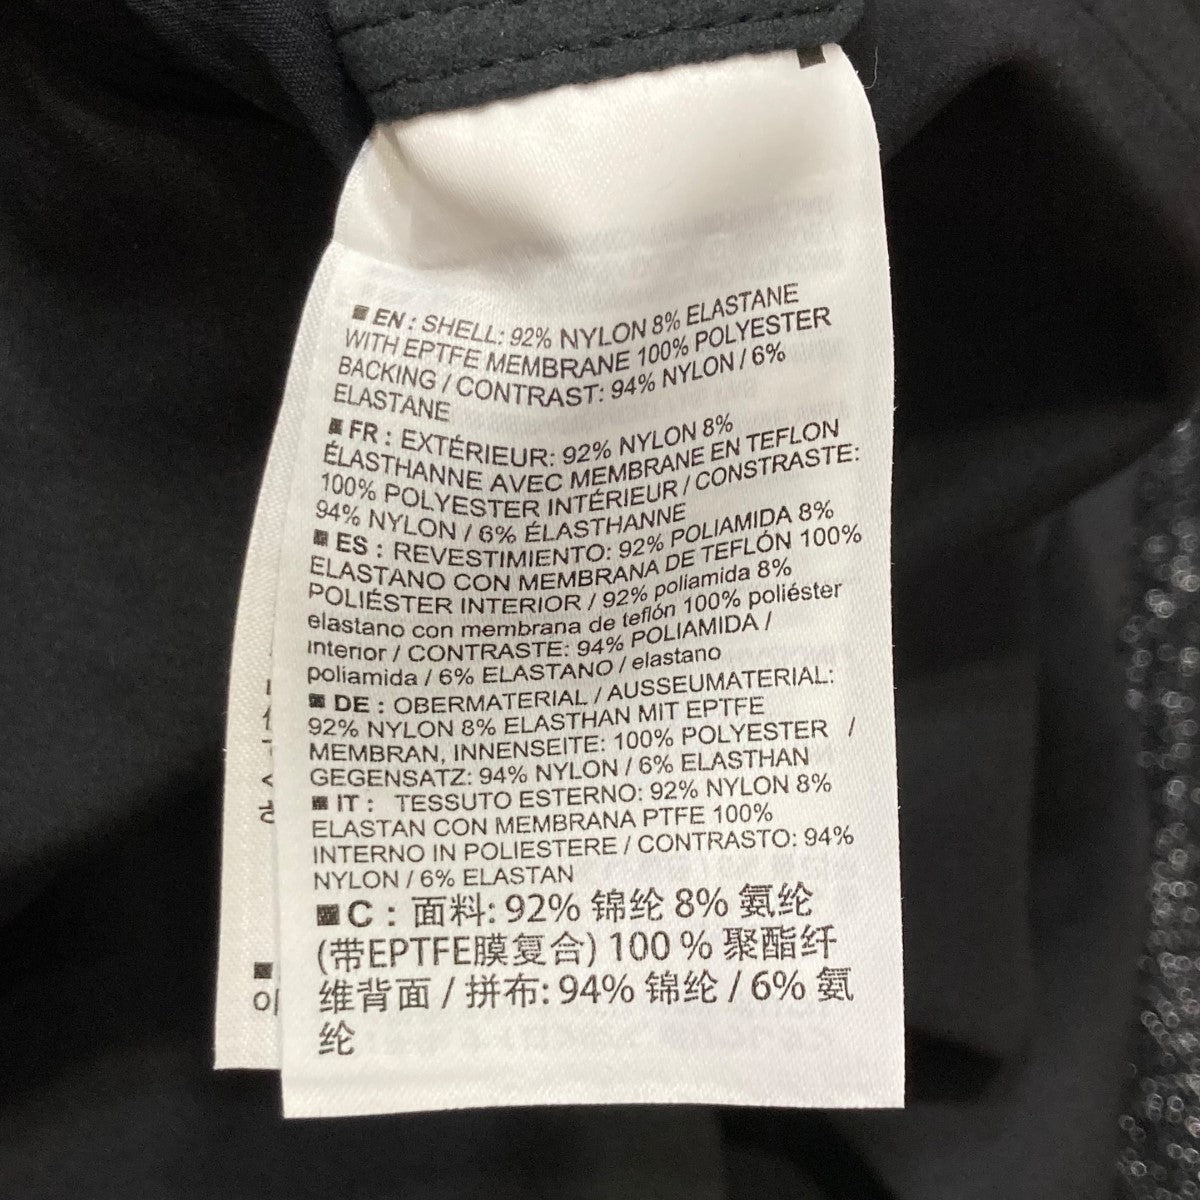 EN : SHELL: 92% NYLON 8% ELASTANE
WITH EPTFE MEMBRANE 100% POLYESTER
BACKING / CONTRAST: 94% NYLON / 6%
ELASTANE
FR : EXTÉRIEUR: 92% NYLON 8%
ÉLASTHANNE AVEC MEMBRANE EN TEFLON
100% POLYESTER INTÉRIEUR / CONSTRASTE:
94% NYLON / 6% ÉLASTHANNE
ES : REVESTIMIENTO: 92% POLIAMIDA 8%
ELASTANO CON MEMBRANA DE TEFLÓN 100%
POLIÉSTER INTERIOR / 92% poliamida 8%
elastano con membrana de teflón 100% poliéster
interior / CONTRASTE: 94% POLIAMIDA /
poliamida / 6% ELASTANO / elastano
DE : OBERMATERIAL / AUSSEUMATERIAL:
92% NYLON 8% ELASTHAN MIT EPTFE
MEMBRAN, INNENSEITE: 100% POLYESTER /
GEGENSATZ: 94% NYLON / 6% ELASTHAN
IT : TESSUTO ESTERNO: 92% NYLON 8%
ELASTAN CON MEMBRANA PTFE 100%
INTERNO IN POLIESTERE / CONTRASTO: 94%
NYLON / 6% ELASTAN
C : 面料: 92% 锦纶 8% 氨纶
(带EPTFE膜复合) 100 % 聚酯纤
维背面 / 拼布: 94% 锦纶 / 6% 氨
纶